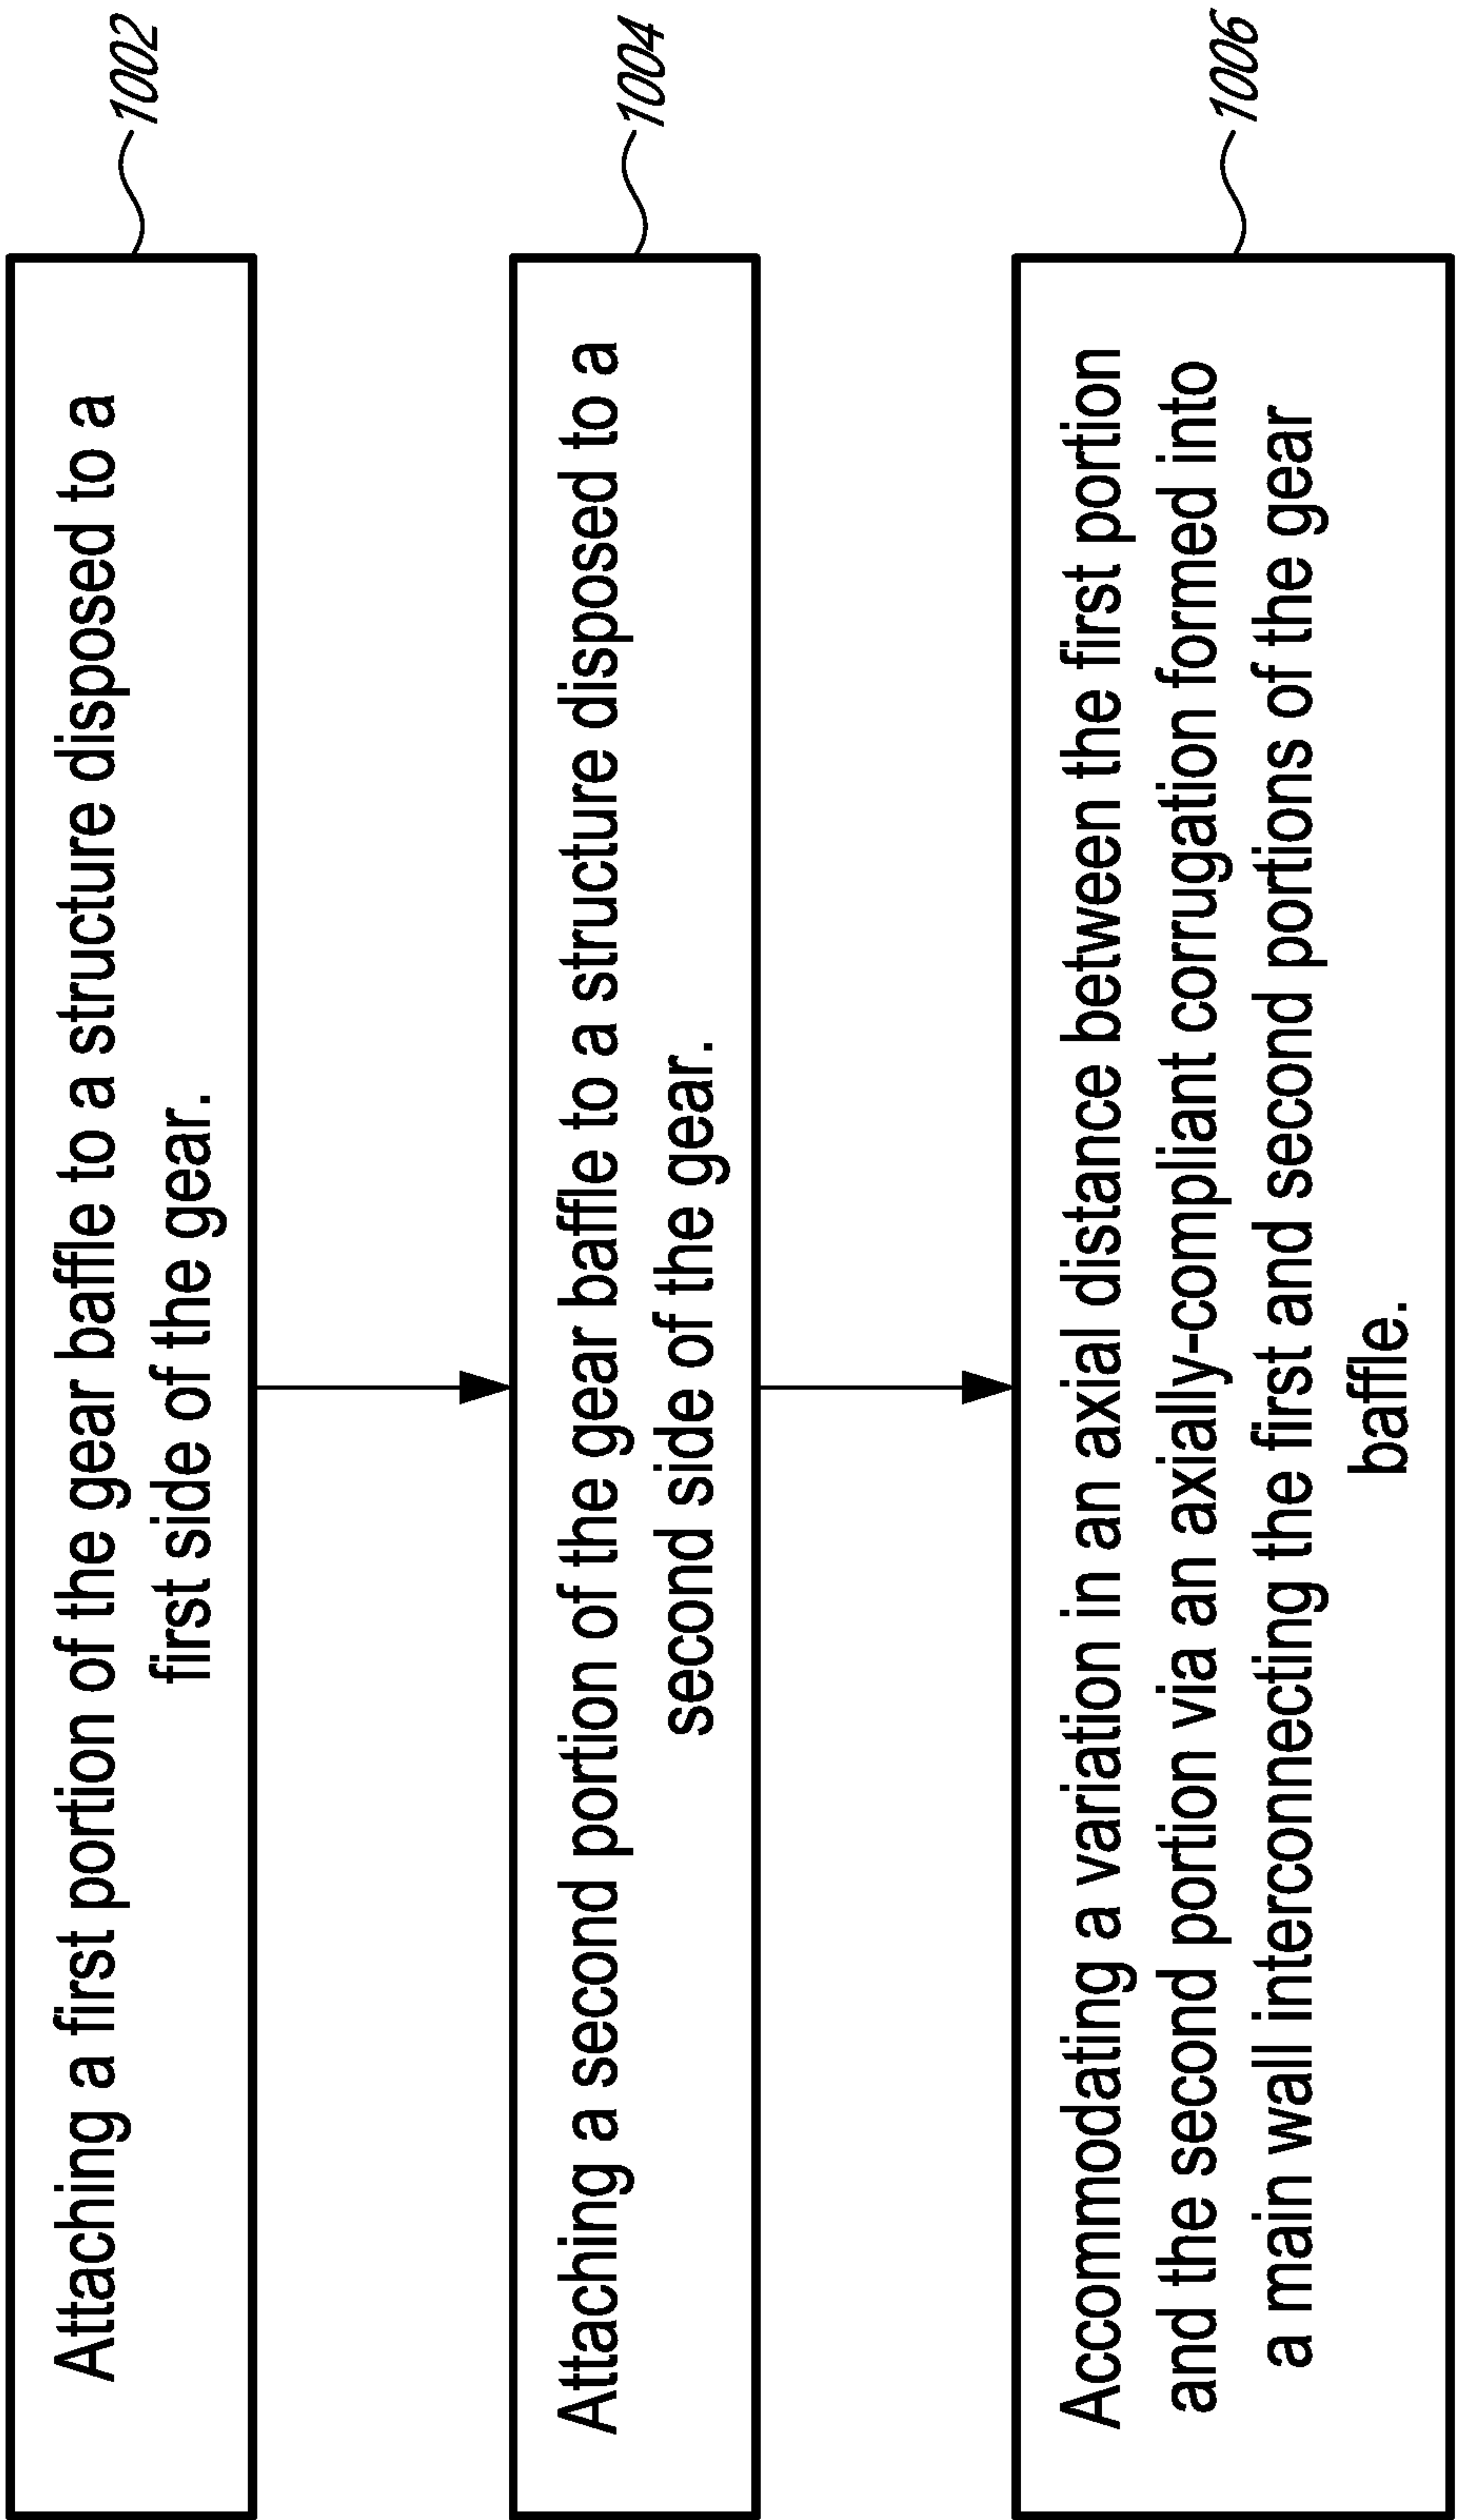 Attaching a first portion of the gear baffle to a structure disposed to a
first side of the gear.
1002
Attaching a second portion of the gear baffle to a structure disposed to a
second side of the gear.
1004
Accommodating a variation in an axial distance between the first portion
and the second portion via an axially-compliant corrugation formed into
a main wall interconnecting the first and second portions of the gear
baffle.
1006